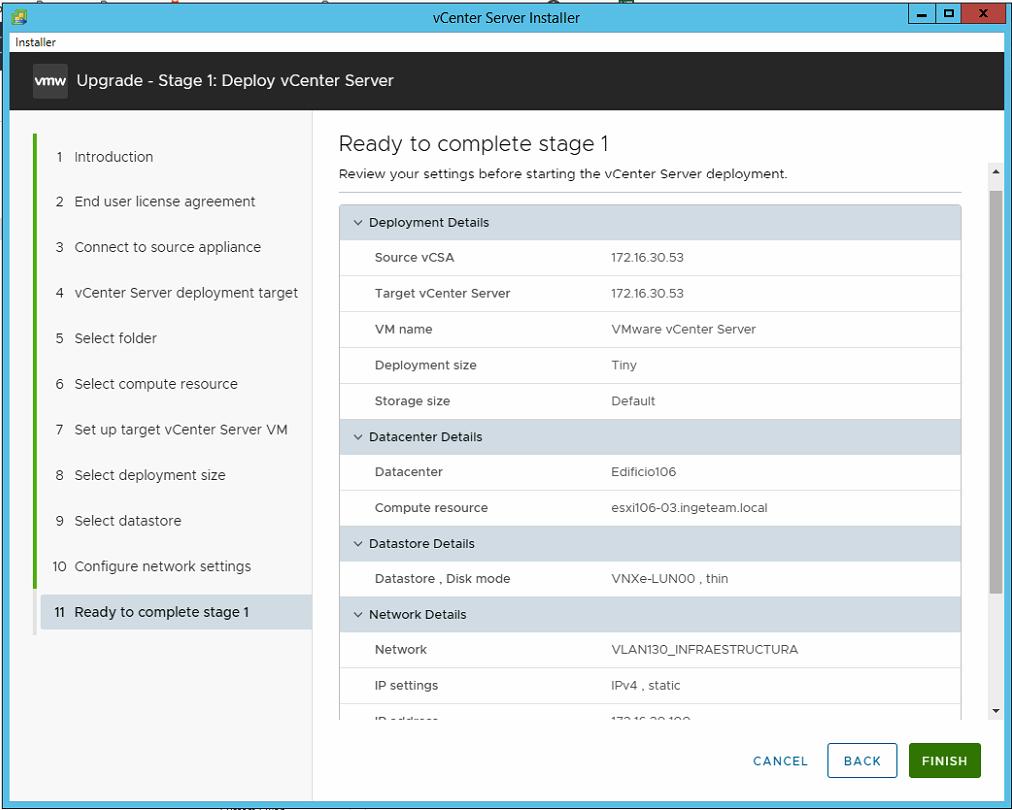 vCenter Server Installer
Installer
vmw Upgrade - Stage 1: Deploy vCenter Server
1 Introduction
2 End user license agreement
3 Connect to source appliance
4 vCenter Server deployment target
5 Select folder
6 Select compute resource
7 Set up target vCenter Server VM
8 Select deployment size
9 Select datastore
10 Configure network settings
11 Ready to complete stage 1
Ready to complete stage 1
Review your settings before starting the vCenter Server deployment.
Deployment Details
Source vCSA 172.16.30.53
Target vCenter Server 172.16.30.53
VM name VMware vCenter Server
Deployment size Tiny
Storage size Default
Datacenter Details
Datacenter Edificio106
Compute resource esxi106-03.ingeteam.local
Datastore Details
Datastore , Disk mode VNXe-LUN00 , thin
Network Details
Network VLAN130_INFRAESTRUCTURA
IP settings IPv4 , static
IP address
CANCEL BACK FINISH